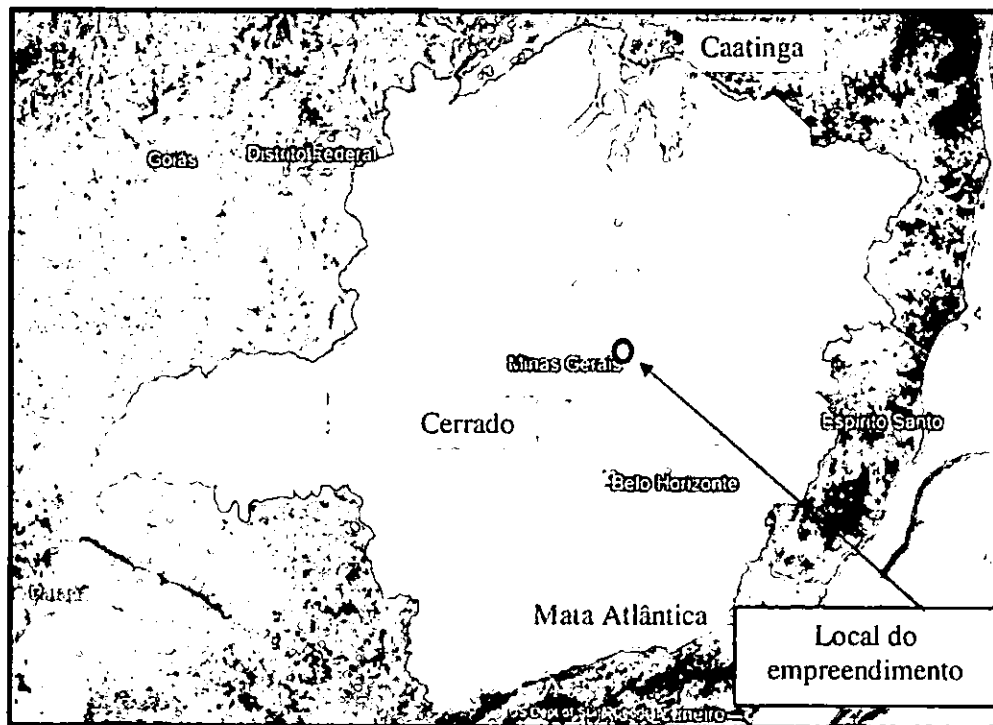 Caatinga
Goiás
Distrito Federal
Minas Gerais
Cerrado
Espírito Santo
Belo Horizonte
Mata Atlântica
Local do
empreendimento